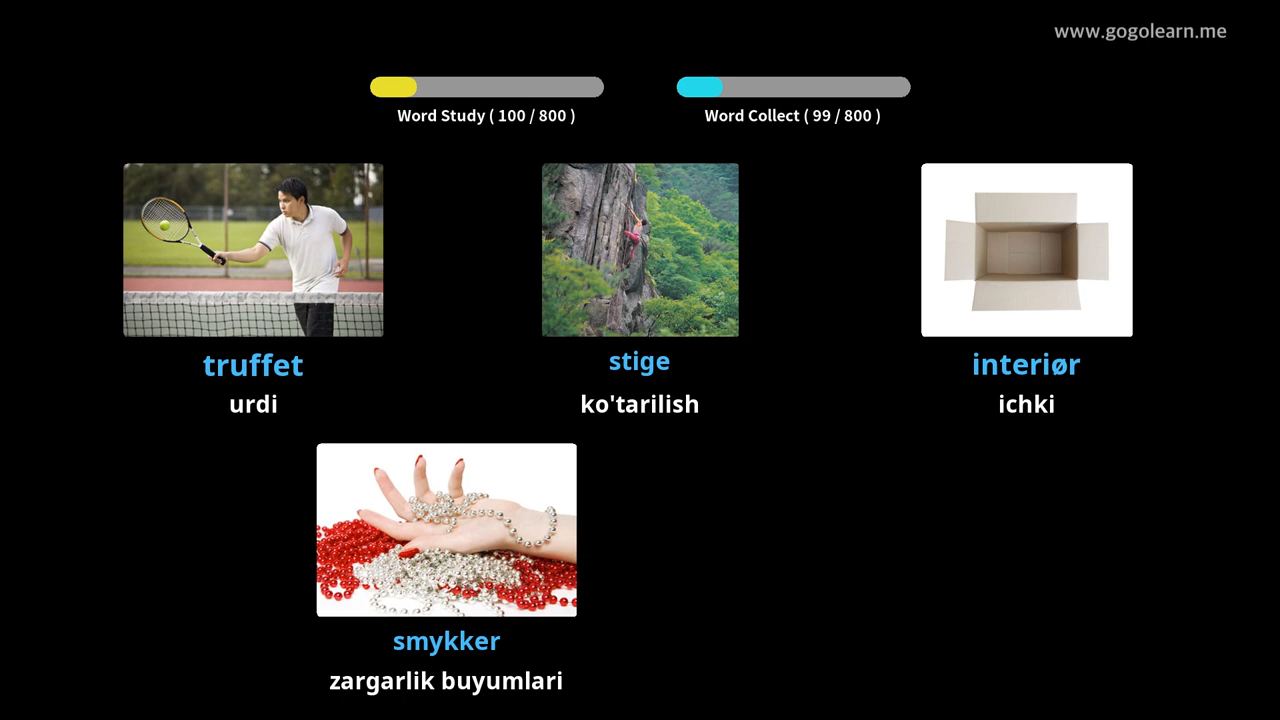 www.gogolearn.me
Word Study ( 100 / 800 )
Word Collect ( 99 / 800 )
truffet
stige
interiør
urdi
ko'tarilish
ichki
smykker
zargarlik buyumlari